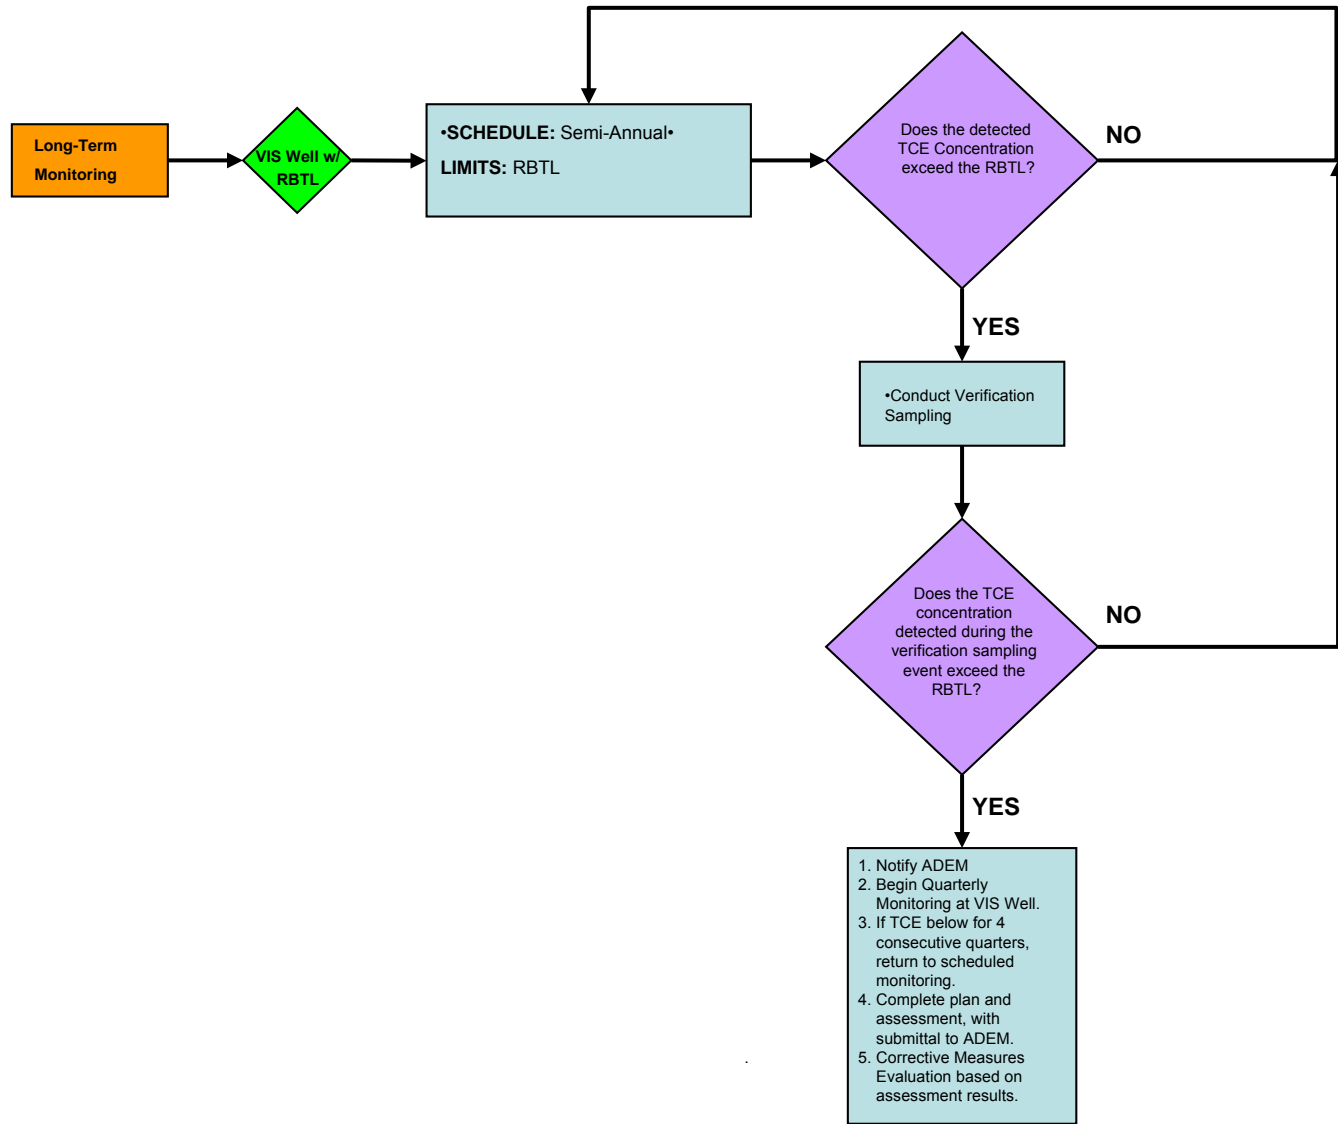 Long-Term
Monitoring
VIS Well w/
RBTL
•SCHEDULE: Semi-Annual•
LIMITS: RBTL
Does the detected
TCE Concentration
exceed the RBTL?
NO
YES
•Conduct Verification
Sampling
Does the TCE
concentration
detected during the
verification sampling
event exceed the
RBTL?
NO
YES
1. Notify ADEM
2. Begin Quarterly
Monitoring at VIS Well.
3. If TCE below for 4
consecutive quarters,
return to scheduled
monitoring.
4. Complete plan and
assessment, with
submittal to ADEM.
5. Corrective Measures
Evaluation based on
assessment results.
.